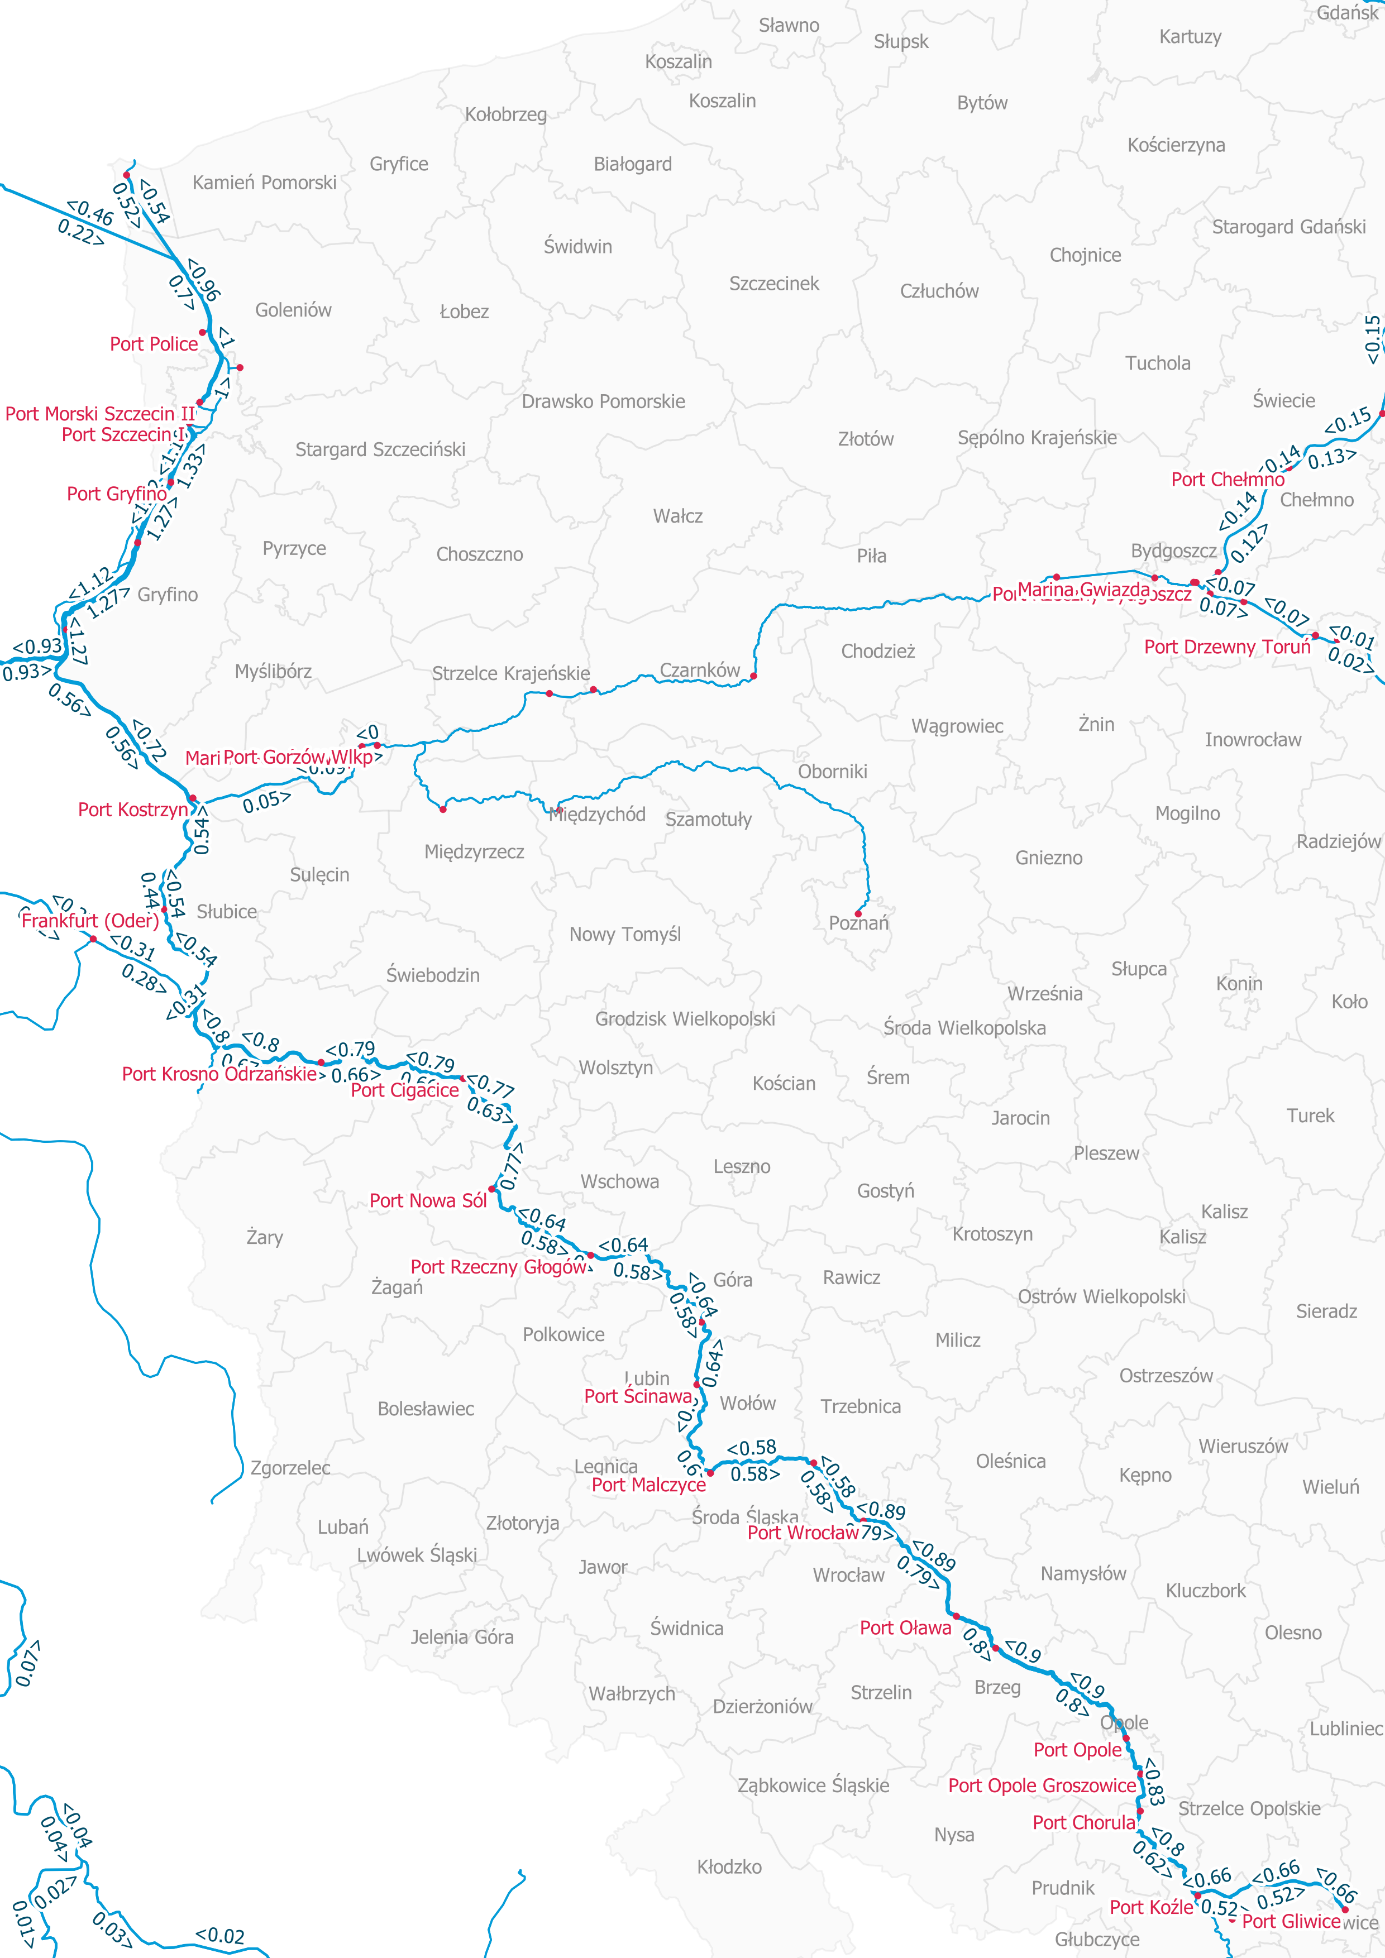 Gdańsk
Sławno
Kartuzy
Słupsk
Koszalin
Koszalin
Bytów
Kołobrzeg
Kościerzyna
Gryfice
Białogard
Kamień Pomorski
<0.54
0.52>
<0.46
0.22>
Starogard Gdański
Świdwin
Chojnice
<0.96
0.7>
Szczecinek
Człuchów
Goleniów
Łobez
<1
<0.15
Port Police
Tuchola
1>
Drawsko Pomorskie
Świecie
Port Morski Szczecin II
Port Szczecin I
<0.15
Złotów
Sępólno Krajeńskie
Stargard Szczeciński
1.33>
0.13>
Port Chełmno
Port Gryfino
Chełmno
<0.14
Wałcz
1.27>
0.12>
Pyrzyce
Choszczno
Piła
Bydgoszcz
<1.12
1.27>
Gryfino
Marina Gwiazda
<0.07
0.07>
<0.07
<1.27
<0.93
0.93>
Port Drzewny Toruń
<0.01
0.02>
Chodzież
Myślibórz
Strzelce Krajeńskie
Czarnków
0.56>
Wągrowiec
Żnin
Inowrocław
<0.72
0.56>
<0
Port Gorzów Wlkp
Oborniki
0.05>
Port Kostrzyn
Międzychód
Szamotuły
Mogilno
0.54>
Radziejów
Międzyrzecz
Gniezno
Sulęcin
<0.54
Słubice
Frankfurt (Oder)
Poznań
Nowy Tomyśl
<0.31
0.28>
<0.54
Świebodzin
Słupca
Konin
Września
Koło
<0.31
<0.8
Grodzisk Wielkopolski
Środa Wielkopolska
<0.8
<0.79
<0.79
Wolsztyn
Port Krosno Odrzańskie
0.66>
Port Cigacice
<0.77
0.63>
Kościan
Śrem
Jarocin
Turek
Pleszew
0.77>
Leszno
Wschowa
Gostyń
Port Nowa Sól
Kalisz
Kalisz
Krotoszyn
<0.64
0.58>
Żary
<0.64
0.58>
Port Rzeczny Głogów
Góra
Rawicz
Żagań
Ostrów Wielkopolski
<0.64
0.58>
Sieradz
Polkowice
Milicz
0.64>
Ostrzeszów
Lubin
Port Ścinawa
Wołów
Trzebnica
Bolesławiec
Wieruszów
<0.58
0.58>
Oleśnica
Zgorzelec
Legnica
Port Malczyce
Kępno
Wieluń
<0.58
0.58>
<0.89
Środa Śląska
Port Wrocław
Lubań
Złotoryja
Lwówek Śląski
Jawor
<0.89
0.79>
Wrocław
Namysłów
Kluczbork
Port Oława
Świdnica
Jelenia Góra
Olesno
0.8>
<0.9
0.07>
Brzeg
Wałbrzych
Dzierżoniów
Strzelin
<0.9
0.8>
Opole
Lubliniec
Port Opole
Port Opole Groszowice
Ząbkowice Śląskie
<0.83
Strzelce Opolskie
Port Chorula
<0.04
0.04>
Nysa
<0.8
0.62>
Kłodzko
<0.66
<0.66
<0.66
0.02>
Prudnik
0.52>
Port Koźle
0.52
Port Gliwice
wice
0.01>
0.03>
<0.02
Głubczyce